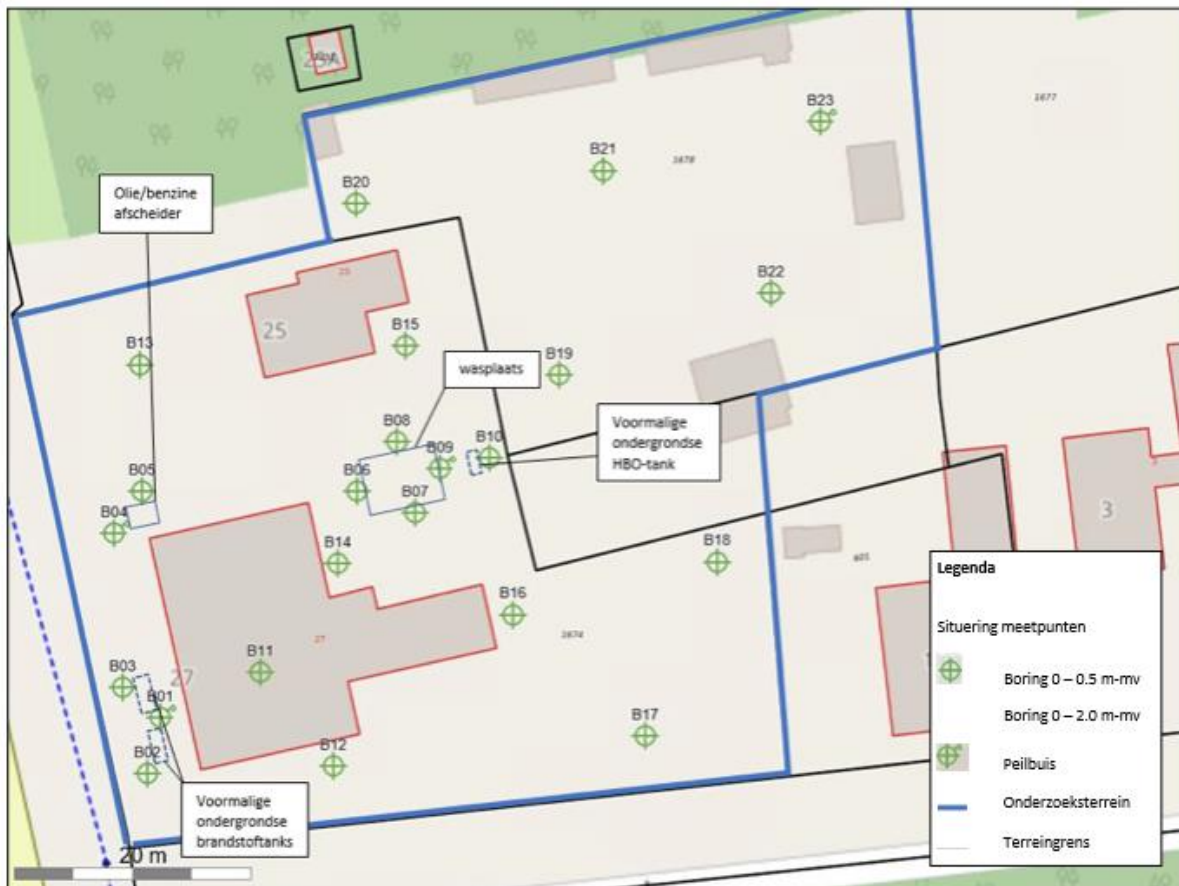 25A
1677
B23
B21
1678
B20
Olie/benzine
afscheider
B22
25
25
B15
B13
B19
wasplaats
Voormalige
ondergrondse
HBO-tank
B08
B10
B09
B05
B06
B07
B04
3
B14
B18
605
B16
1674
27
B11
B03
27
B01
B02
B12
B17
Voormalige
ondergrondse
brandstoftanks
20 m
Legenda
Situering meetpunten
Boring 0 – 0.5 m-mv
Boring 0 – 2.0 m-mv
Peilbuis
Onderzoeksterrein
Terreingrens